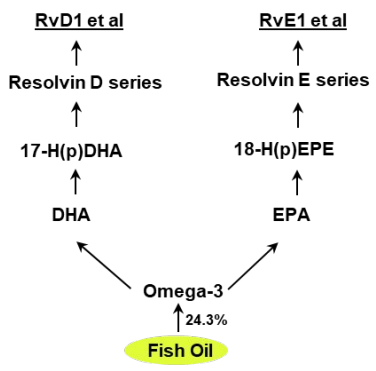 RvD1 et al
RvE1 et al
Resolvin D series
Resolvin E series
17-H(p)DHA
18-H(p)EPE
DHA
EPA
Omega-3
24.3%
Fish Oil